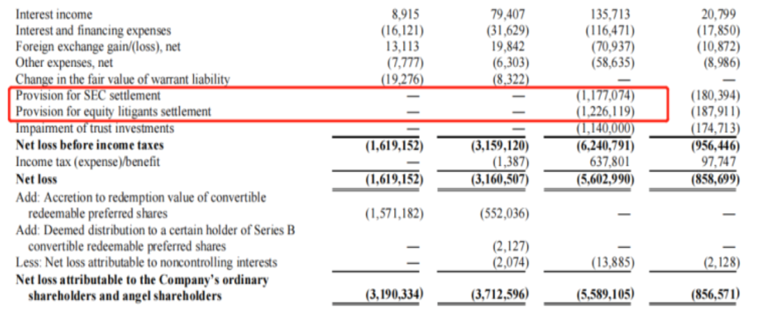 Interest income 8,915 79,407 135,713 20,799
Interest and financing expenses (16,121) (31,629) (116,471) (17,850)
Foreign exchange gain/(loss), net 13,113 19,842 (70,937) (10,872)
Other expenses, net (7,777) (6,303) (58,635) (8,986)
Change in the fair value of warrant liability (19,276) (8,322) — —
Provision for SEC settlement — — (1,177,074) (180,394)
Provision for equity litigants settlement — — (1,226,119) (187,911)
Impaiment of trust investments — — (1,140,000) (174,713)
Net loss before income taxes (1,619,152) (3,159,120) (6,240,791) (956,446)
Income tax (expense)/benefit — (1,387) 637,801 97,747
Net loss (1,619,152) (3,160,507) (5,602,990) (858,699)
Add: Accretion to redemption value of convertible
redeemable preferred shares (1,571,182) (552,036) — —
Add: Deemed distribution to a certain holder of Series B
convertible redeemable preferred shares — (2,127) — —
Less: Net loss attributable to noncontrolling interests — (2,074) (13,885) (2,128)
Net loss attributable to the Company's ordinary
shareholders and angel shareholders (3,190,334) (3,712,596) (5,589,105) (856,571)